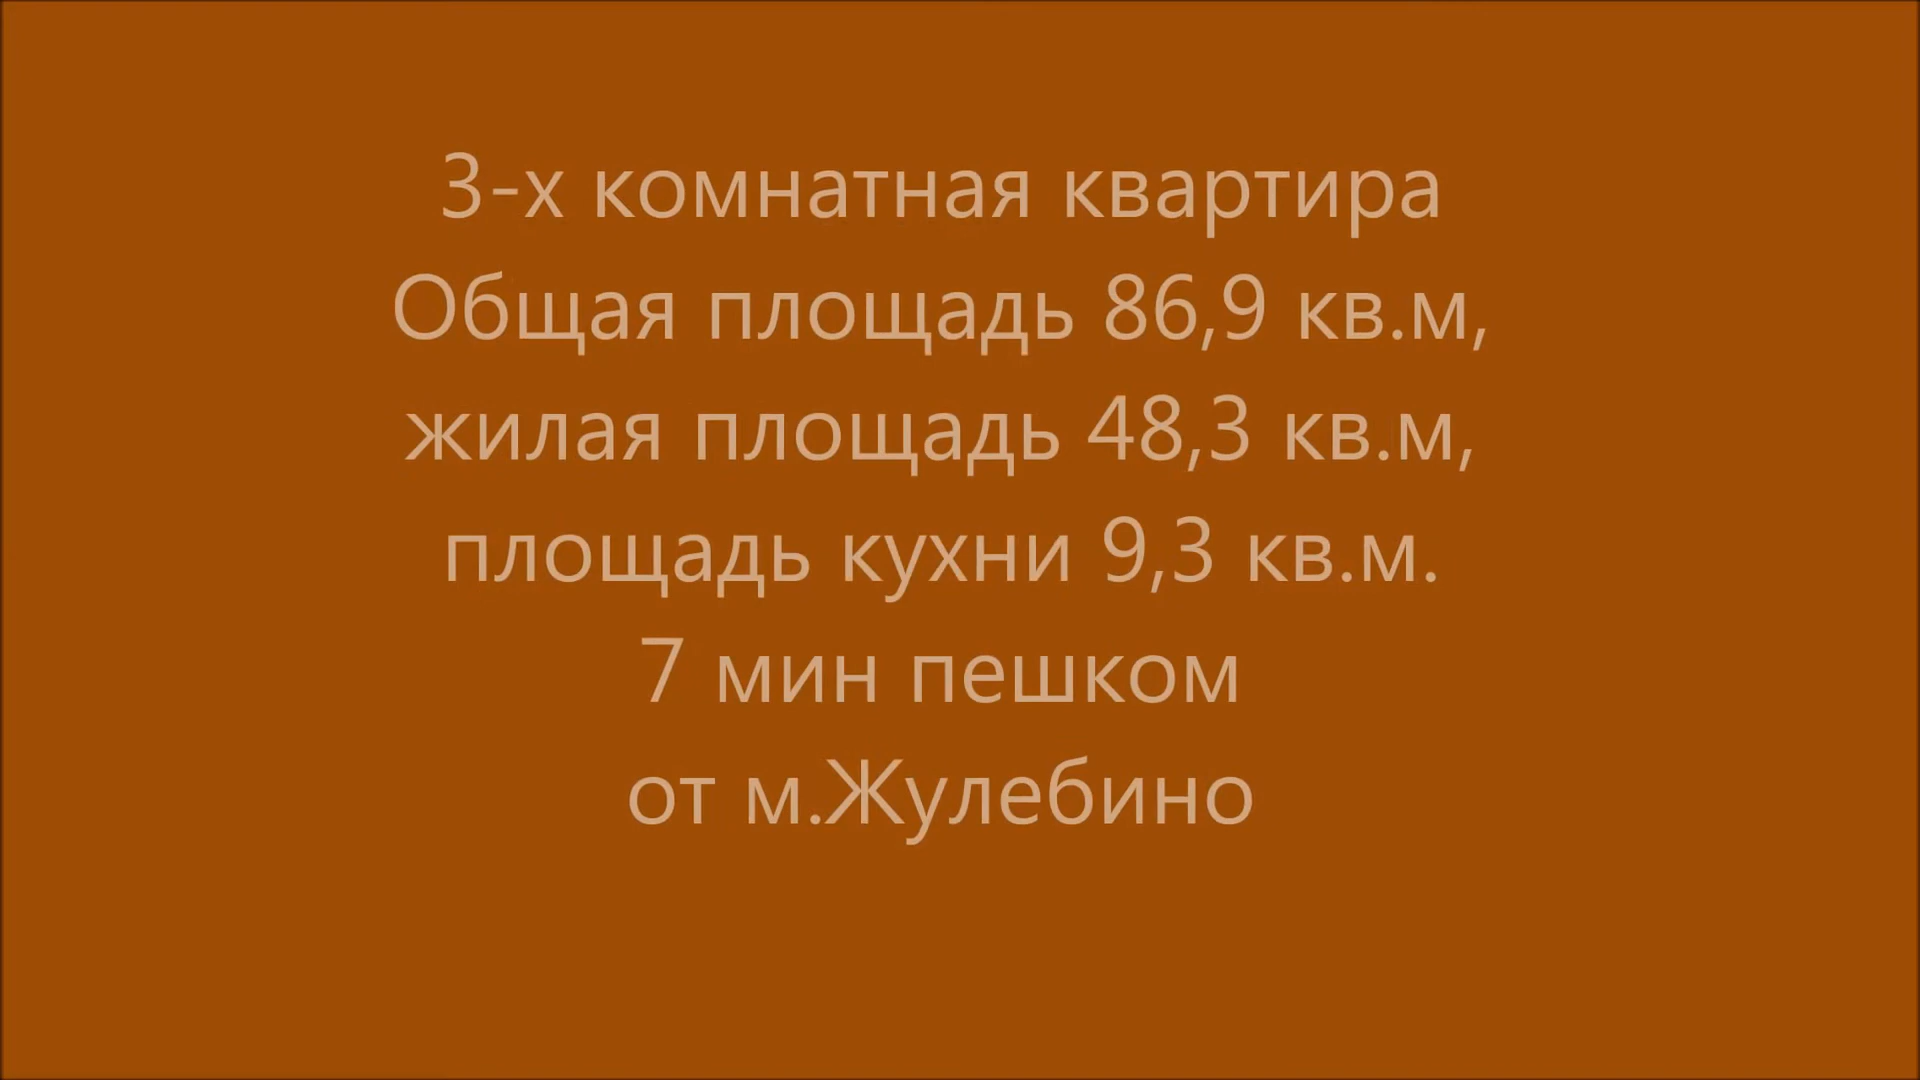 3-х комнатная квартира
Общая площадь 86,9 кв.м,
жилая площадь 48,3 кв.м,
площадь кухни 9,3 кв.м.
7 мин пешком
от м.Жулебино